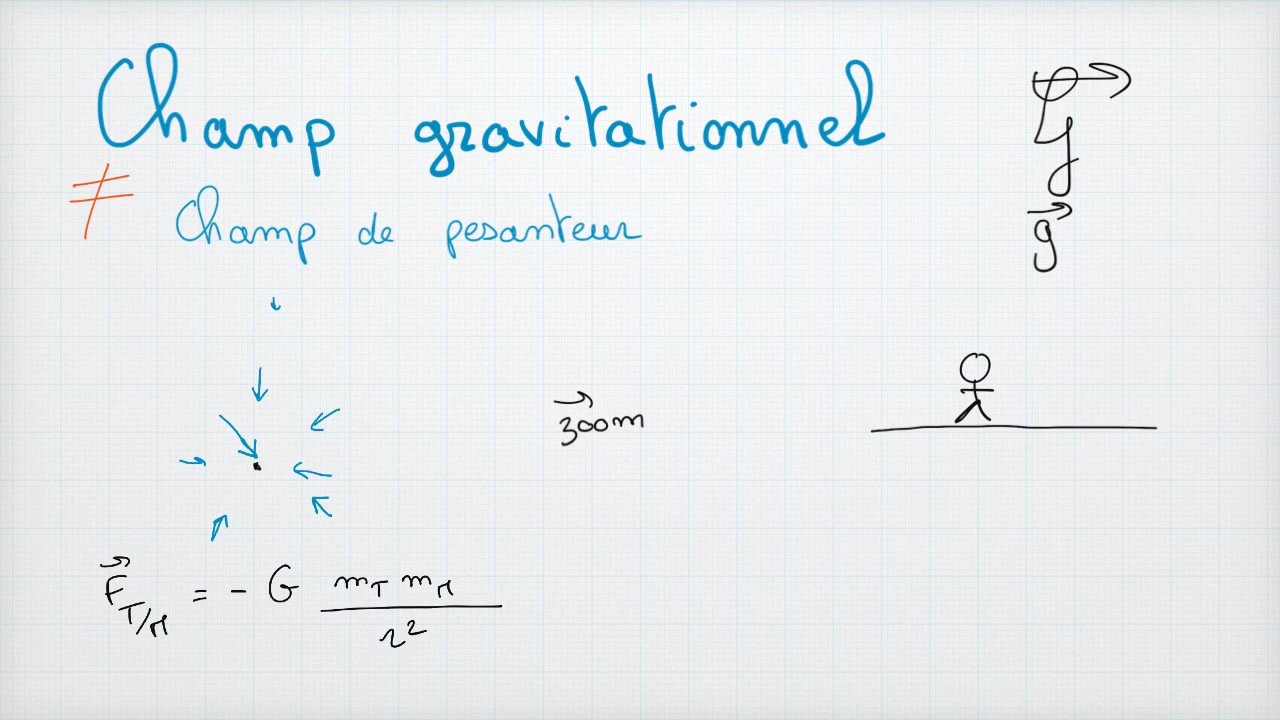 Champ gravitationnel
≠ Champ de pesanteur
g⃗
300m
F⃗ T/M = - G mT mM / r²